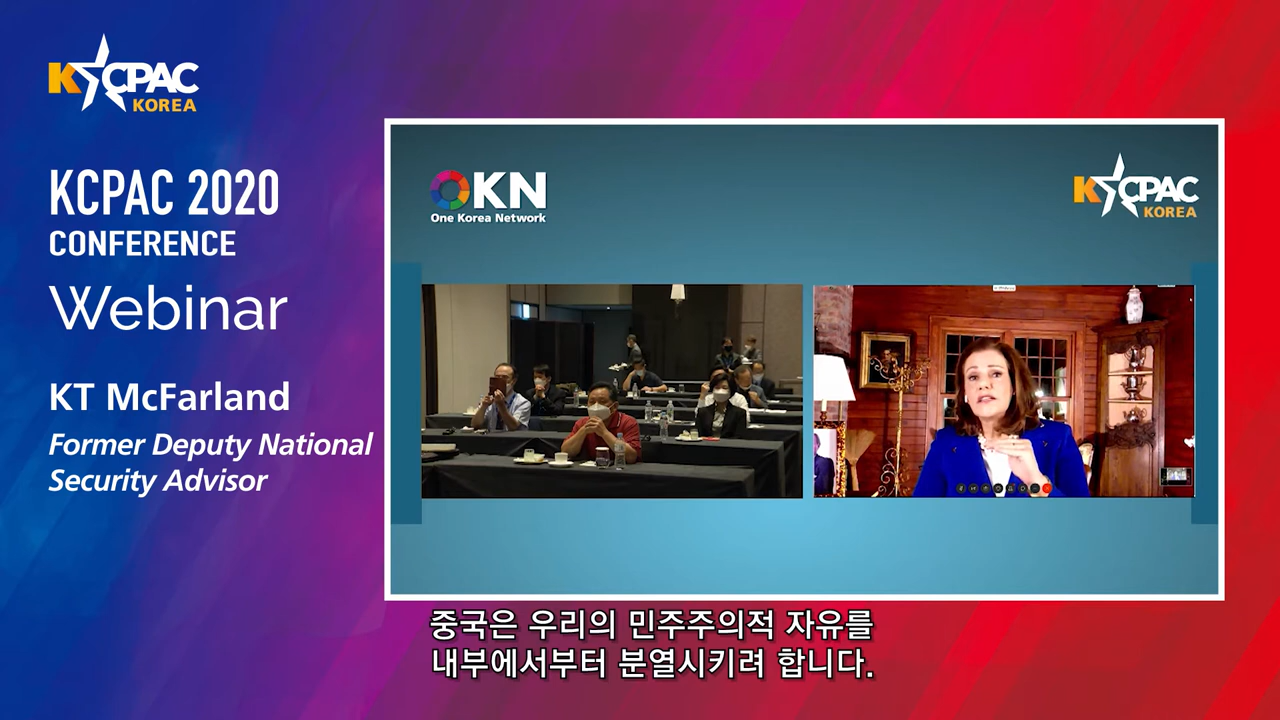 KCPAC
KOREA
KCPAC 2020
CONFERENCE
Webinar
KT McFarland
Former Deputy National
Security Advisor
OKN
One Korea Network
KCPAC
KOREA
중국은 우리의 민주주의적 자유를
내부에서부터 분열시키려 합니다.